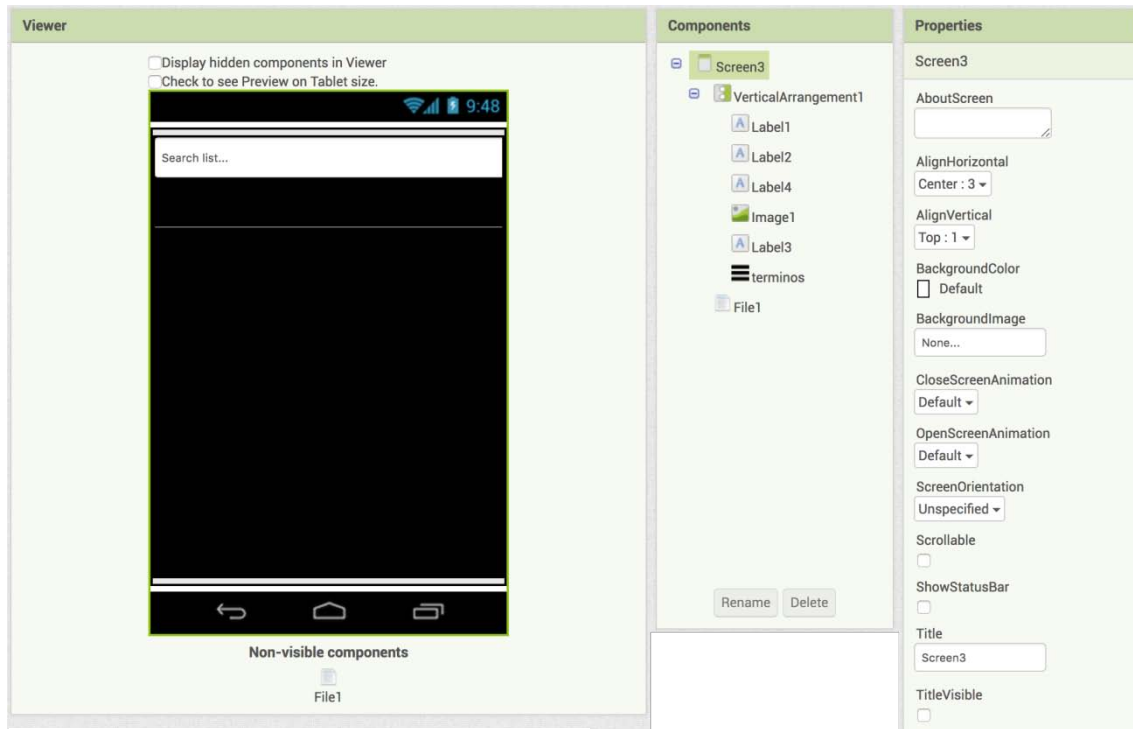 Viewer
Display hidden components in Viewer
Check to see Preview on Tablet size.
9:48
Search list...
Non-visible components
File1
Components
Screen3
VerticalArrangement1
Label1
Label2
Label4
Image1
Label3
terminos
File1
Rename Delete
Properties
Screen3
AboutScreen
AlignHorizontal
Center : 3
AlignVertical
Top : 1
BackgroundColor
Default
BackgroundImage
None...
CloseScreenAnimation
Default
OpenScreenAnimation
Default
ScreenOrientation
Unspecified
Scrollable
ShowStatusBar
Title
Screen3
TitleVisible